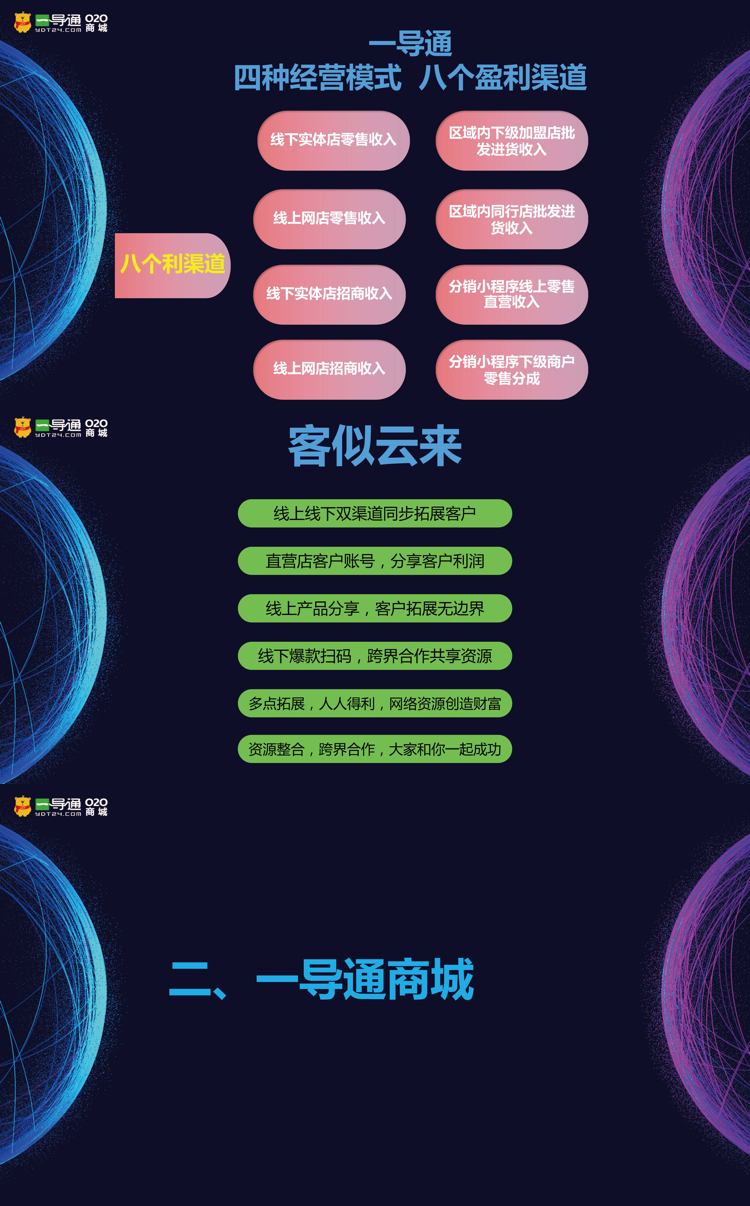 一导通 O2O
YDT24.COM 商城
一导通
四种经营模式 八个盈利渠道
八个利渠道
线下实体店零售收入
线上网店零售收入
线下实体店招商收入
线上网店招商收入
区域内下级加盟店批
发进货收入
区域内同行店批发进
货收入
分销小程序线上零售
直营收入
分销小程序下级商户
零售分成
一导通 O2O
YDT24.COM 商城
客似云来
线上线下双渠道同步拓展客户
直营店客户账号，分享客户利润
线上产品分享，客户拓展无边界
线下爆款扫码，跨界合作共享资源
多点拓展，人人得利，网络资源创造财富
资源整合，跨界合作，大家和你一起成功
一导通 O2O
YDT24.COM 商城
二、一导通商城